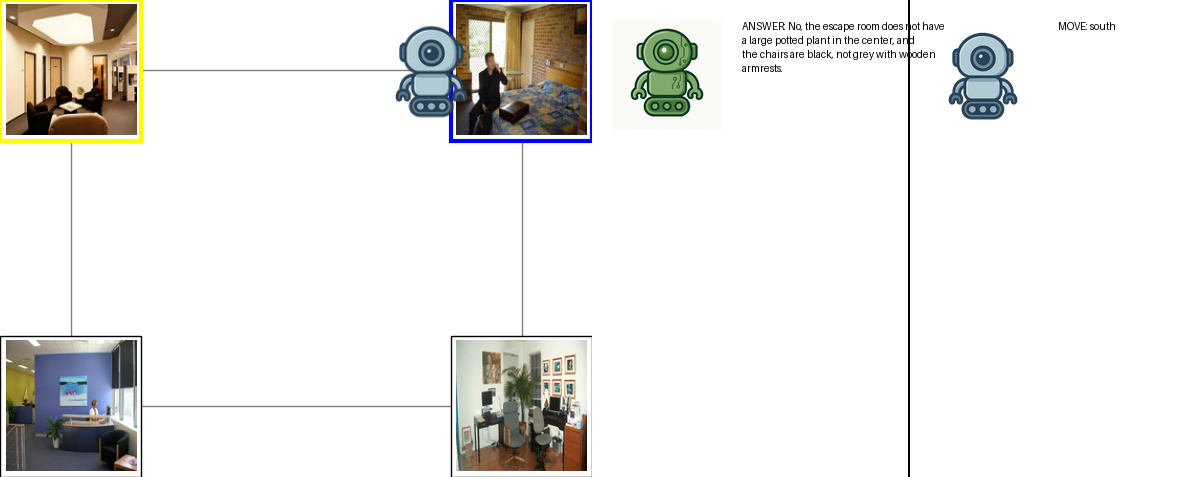 ANSWER: No, the escape room does not have
a large potted plant in the center, and
the chairs are black, not grey with wooden
armrests.
MOVE: south